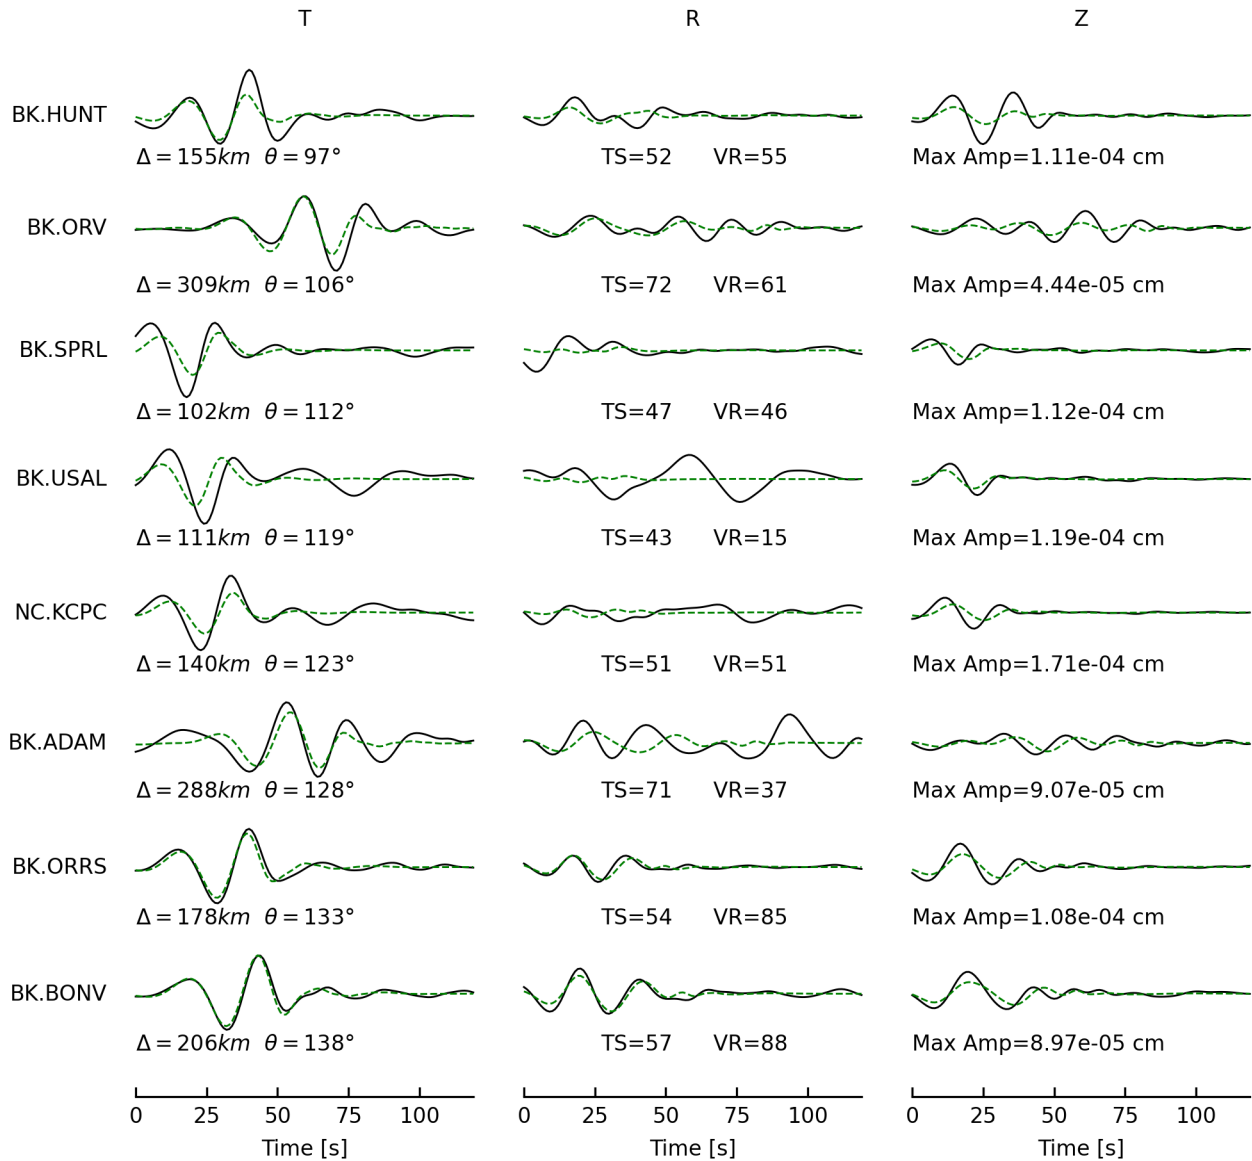 T R Z
BK.HUNT
Δ = 155km θ = 97° TS=52 VR=55 Max Amp=1.11e-04 cm
BK.ORV
Δ = 309km θ = 106° TS=72 VR=61 Max Amp=4.44e-05 cm
BK.SPRL
Δ = 102km θ = 112° TS=47 VR=46 Max Amp=1.12e-04 cm
BK.USAL
Δ = 111km θ = 119° TS=43 VR=15 Max Amp=1.19e-04 cm
NC.KCPC
Δ = 140km θ = 123° TS=51 VR=51 Max Amp=1.71e-04 cm
BK.ADAM
Δ = 288km θ = 128° TS=71 VR=37 Max Amp=9.07e-05 cm
BK.ORRS
Δ = 178km θ = 133° TS=54 VR=85 Max Amp=1.08e-04 cm
BK.BONV
Δ = 206km θ = 138° TS=57 VR=88 Max Amp=8.97e-05 cm
0 25 50 75 100 0 25 50 75 100 0 25 50 75 100
Time [s] Time [s] Time [s]